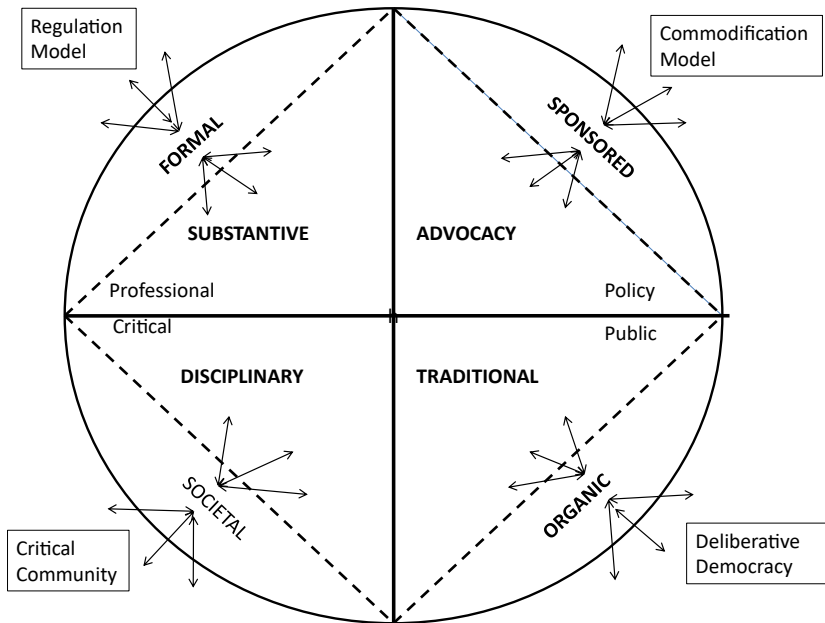 Regulation
Model
Commodification
Model
FORMAL
SPONSORED
SUBSTANTIVE
ADVOCACY
Professional
Policy
Critical
Public
DISCIPLINARY
TRADITIONAL
SOCIETAL
ORGANIC
Critical
Community
Deliberative
Democracy